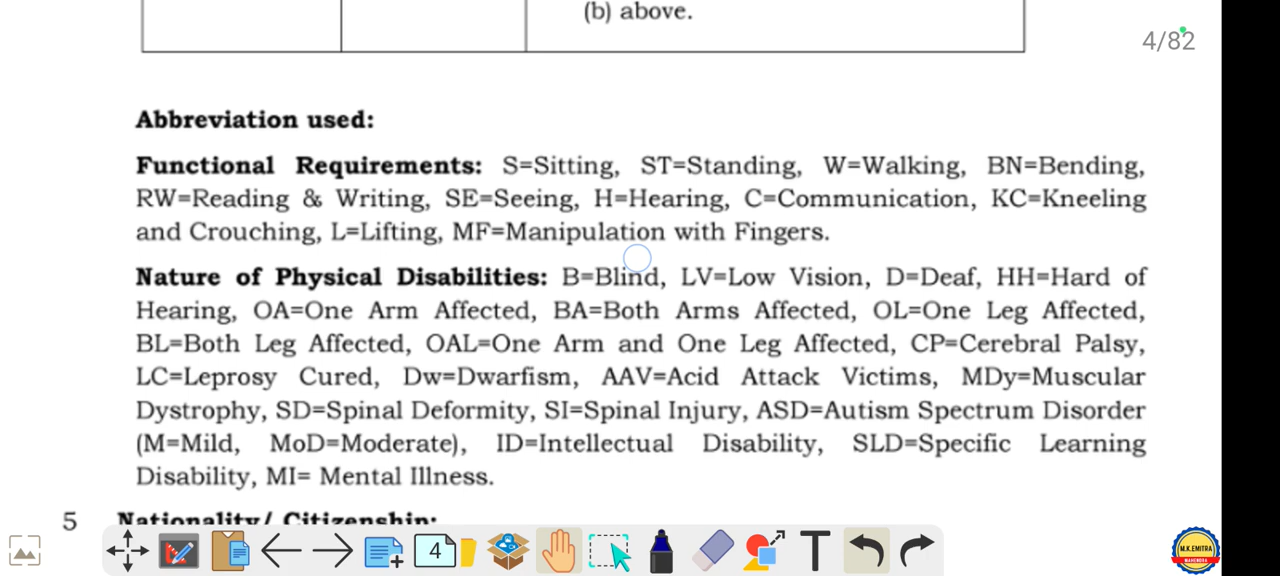 (b) above.
4/82
Abbreviation used:
Functional Requirements: S=Sitting, ST=Standing, W=Walking, BN=Bending,
RW=Reading & Writing, SE=Seeing, H=Hearing, C=Communication, KC=Kneeling
and Crouching, L=Lifting, MF=Manipulation with Fingers.
Nature of Physical Disabilities: B=Blind, LV=Low Vision, D=Deaf, HH=Hard of
Hearing, OA=One Arm Affected, BA=Both Arms Affected, OL=One Leg Affected,
BL=Both Leg Affected, OAL=One Arm and One Leg Affected, CP=Cerebral Palsy,
LC=Leprosy Cured, Dw=Dwarfism, AAV=Acid Attack Victims, MDy=Muscular
Dystrophy, SD=Spinal Deformity, SI=Spinal Injury, ASD=Autism Spectrum Disorder
(M=Mild, MoD=Moderate), ID=Intellectual Disability, SLD=Specific Learning
Disability, MI= Mental Illness.
5 Nationality/ Citizenship:
4
T
M.K.EMITRA
MAHENDRA